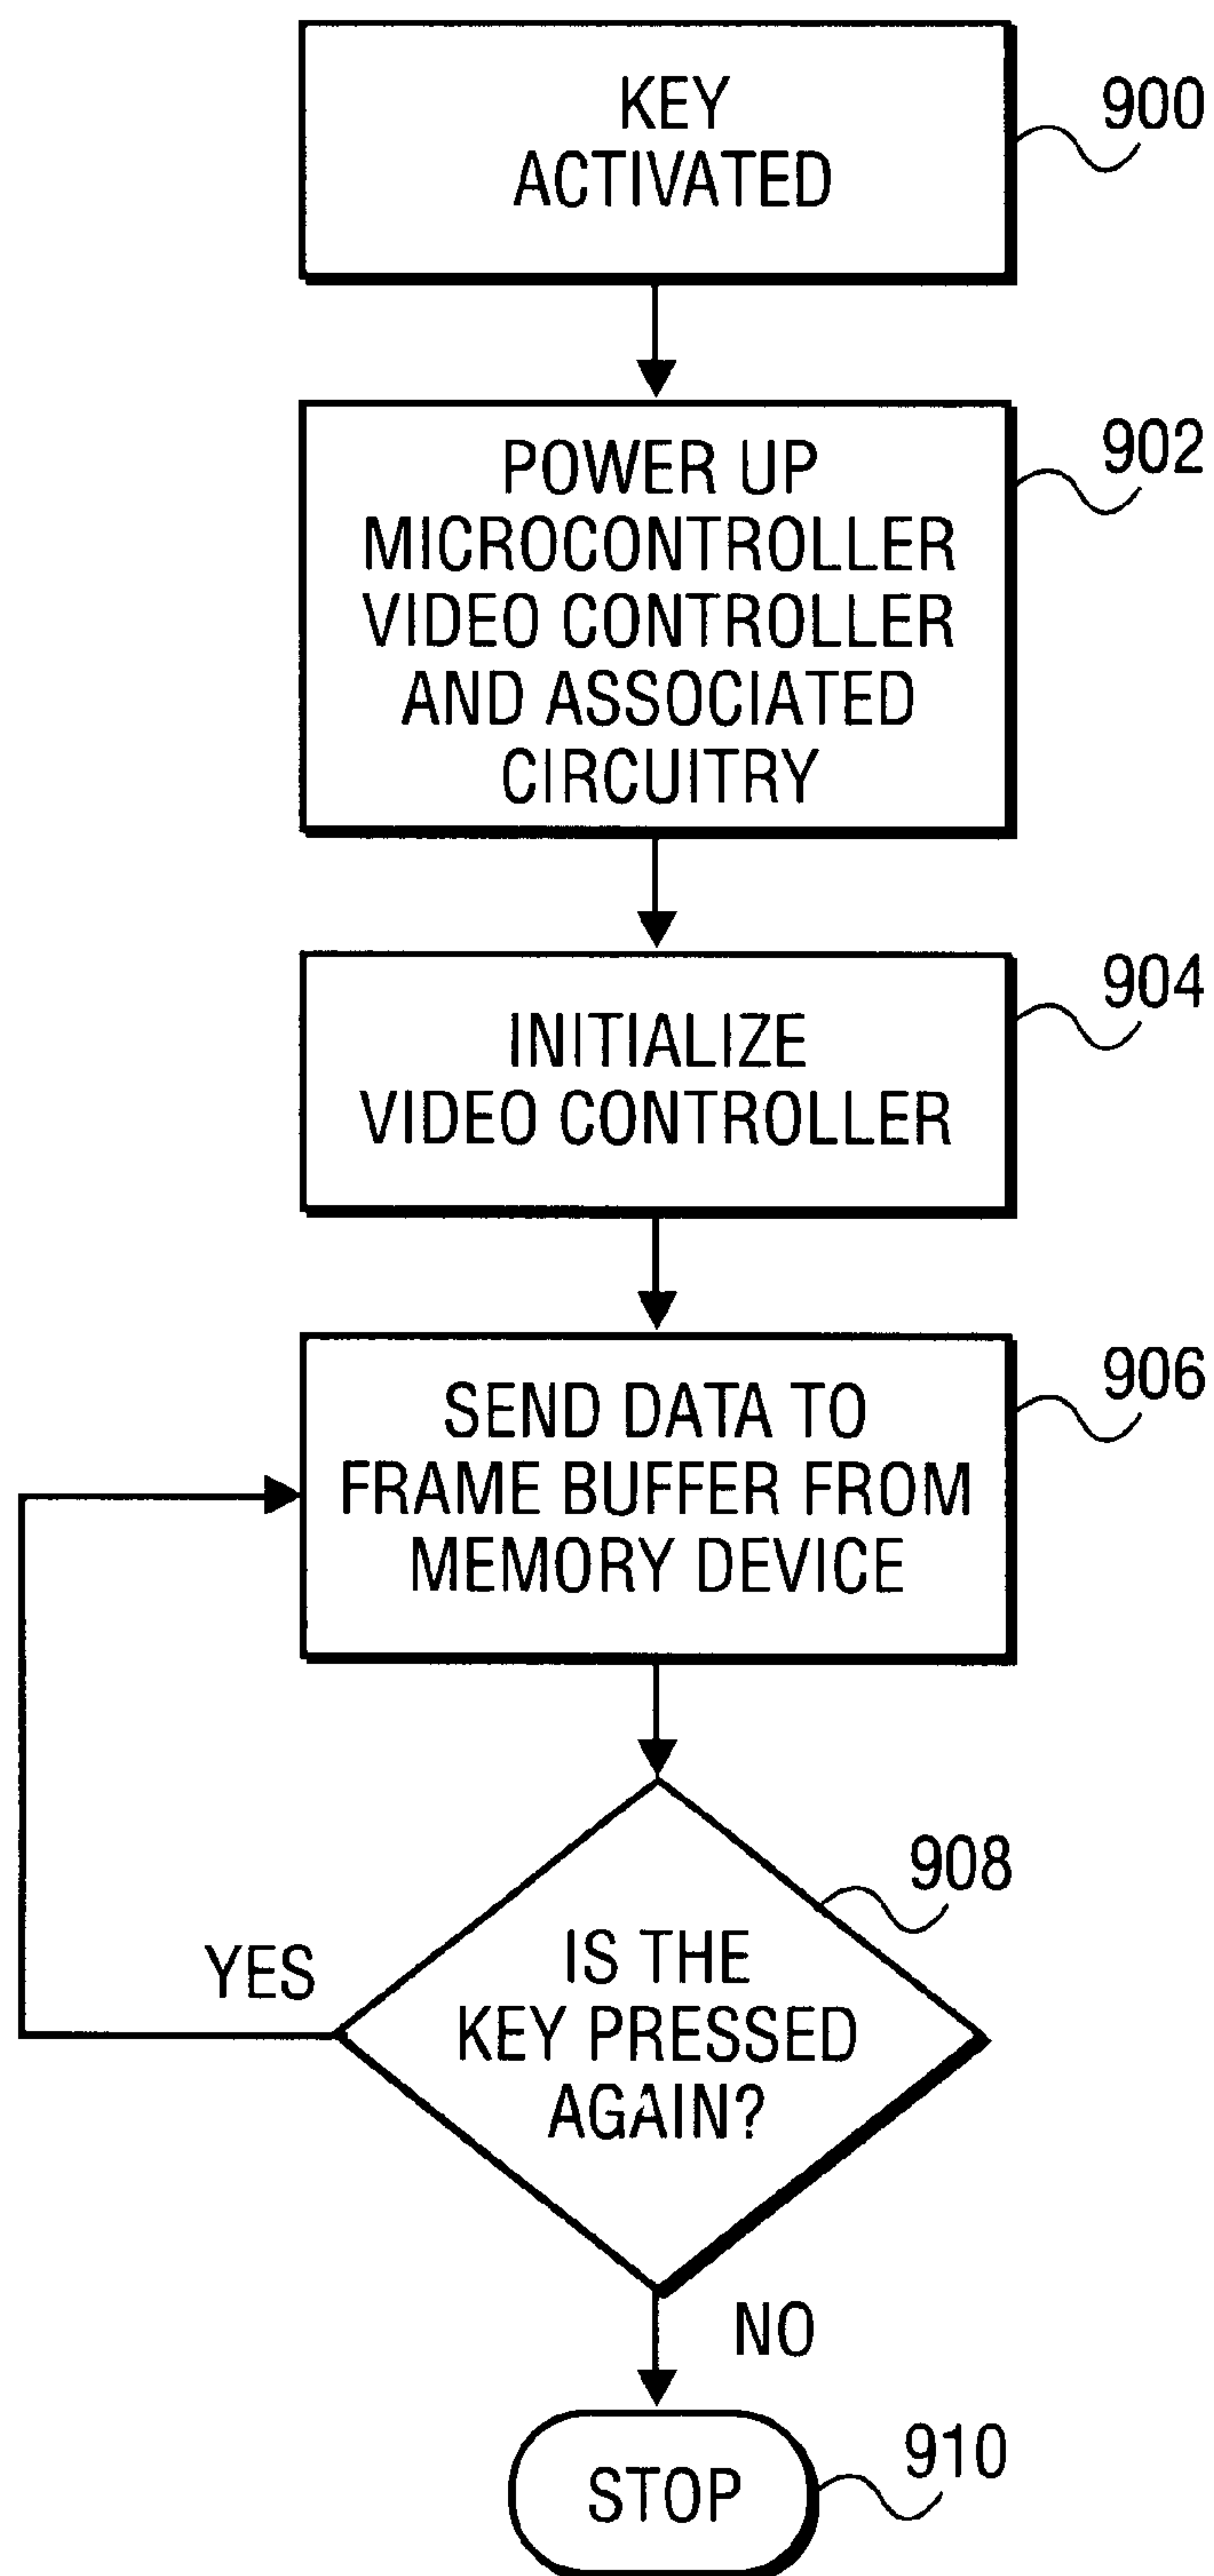 KEY
ACTIVATED
900
POWER UP
MICROCONTROLLER
VIDEO CONTROLLER
AND ASSOCIATED
CIRCUITRY
902
INITIALIZE
VIDEO CONTROLLER
904
SEND DATA TO
FRAME BUFFER FROM
MEMORY DEVICE
906
908
IS THE
KEY PRESSED
AGAIN?
YES
NO
STOP
910